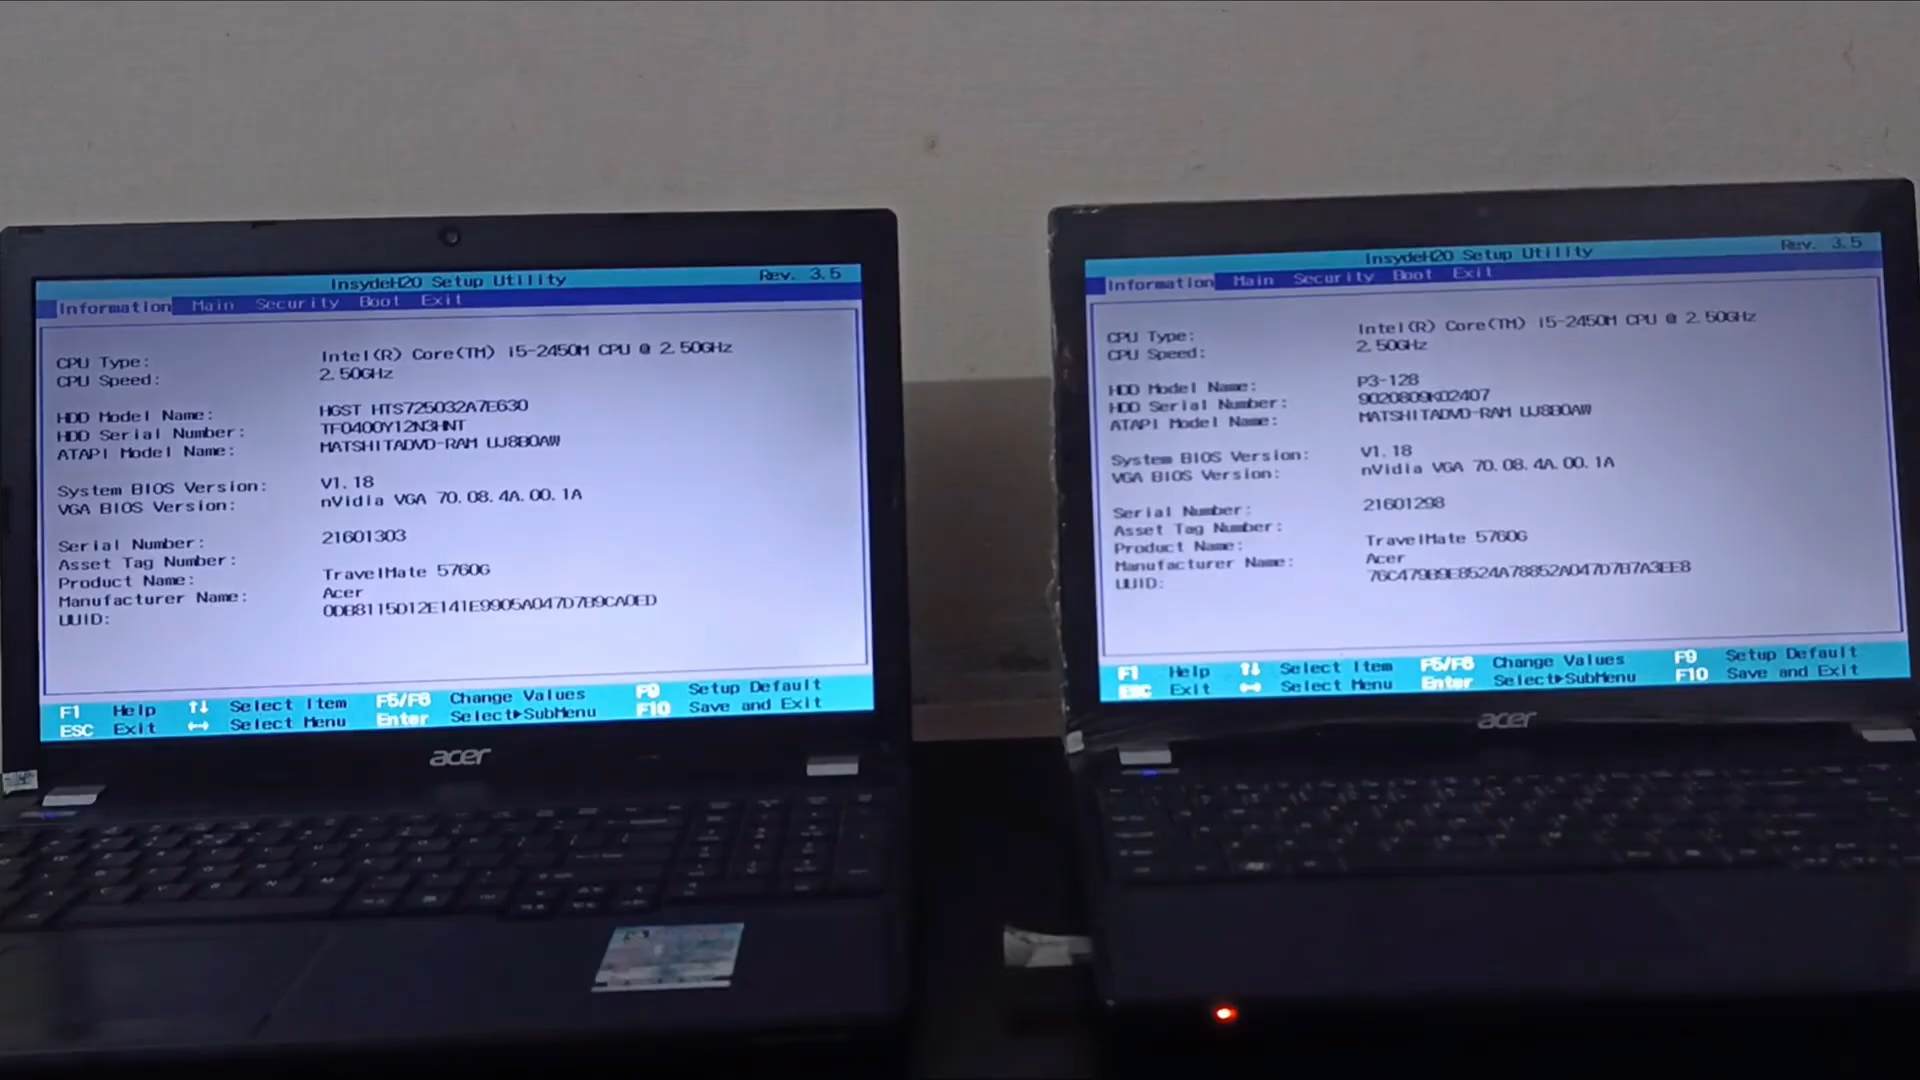 InsydeH20 Setup Utility Rev. 3.5
Information Main Security Boot Exit
CPU Type: Intel(R) Core(TM) i5-2450M CPU @ 2.50GHz
CPU Speed: 2.50GHz
HDD Model Name: HGST HTS725032A7E630
HDD Serial Number: TF0400Y12N3HNT
ATAPI Model Name: MATSHITADVD-RAM UJ8B0AW
System BIOS Version: V1.18
VGA BIOS Version: nVidia VGA 70.08.4A.00.1A
Serial Number: 21601303
Asset Tag Number:
Product Name: TravelMate 5760G
Manufacturer Name: Acer
UUID: 0DB8115D12E141E9905A047D7B9CA0ED
F1 Help ↑↓ Select Item F5/F6 Change Values F9 Setup Default
ESC Exit ↔ Select Menu Enter Select▶SubMenu F10 Save and Exit
acer
InsydeH20 Setup Utility Rev. 3.5
Information Main Security Boot Exit
CPU Type: Intel(R) Core(TM) i5-2450M CPU @ 2.50GHz
CPU Speed: 2.50GHz
HDD Model Name: P3-128
HDD Serial Number: 9020809K02407
ATAPI Model Name: MATSHITADVD-RAM UJ8B0AW
System BIOS Version: V1.18
VGA BIOS Version: nVidia VGA 70.08.4A.00.1A
Serial Number: 21601298
Asset Tag Number:
Product Name: TravelMate 5760G
Manufacturer Name: Acer
UUID: 76C479B9E8524A78852A047D7B7A3EE8
F1 Help ↑↓ Select Item F5/F6 Change Values F9 Setup Default
ESC Exit ↔ Select Menu Enter Select▶SubMenu F10 Save and Exit
acer